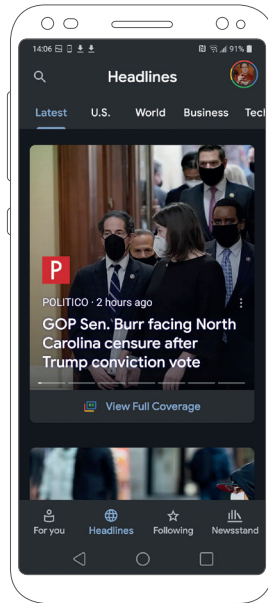 14:06 91%
Headlines
Latest U.S. World Business Tech
P
POLITICO · 2 hours ago
GOP Sen. Burr facing North
Carolina censure after
Trump conviction vote
View Full Coverage
For you Headlines Following Newsstand